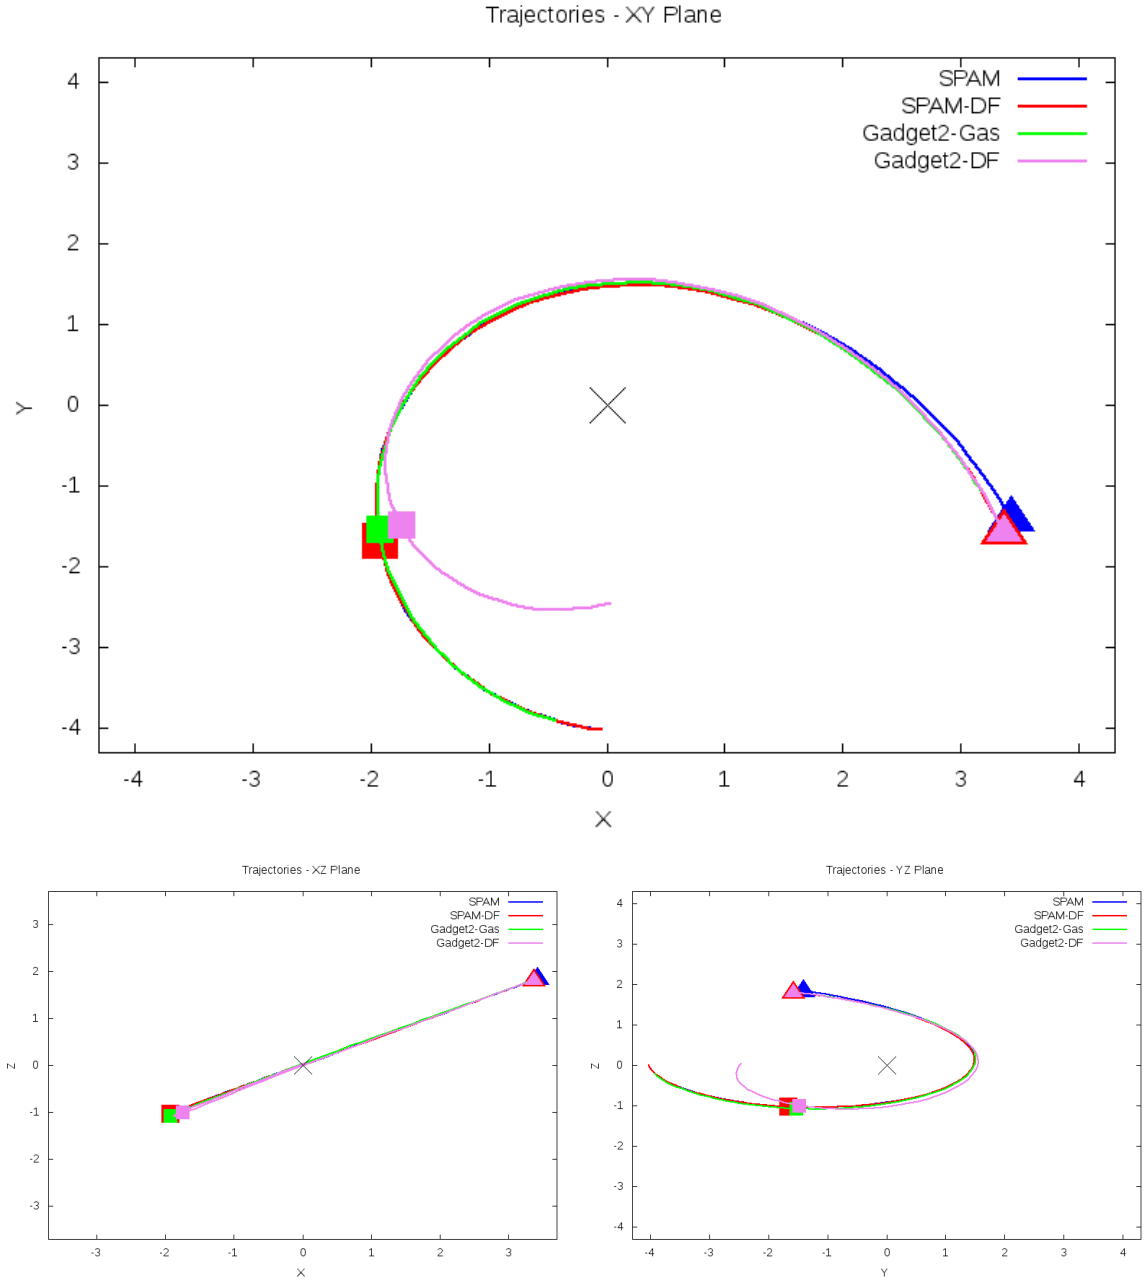 Trajectories - XY Plane
SPAM
SPAM-DF
Gadget2-Gas
Gadget2-DF
4
3
2
1
0
-1
-2
-3
-4
Y
-4 -3 -2 -1 0 1 2 3 4
X
Trajectories - XZ Plane
SPAM
SPAM-DF
Gadget2-Gas
Gadget2-DF
3
2
1
0
-1
-2
-3
Z
-3 -2 -1 0 1 2 3
X
Trajectories - YZ Plane
SPAM
SPAM-DF
Gadget2-Gas
Gadget2-DF
4
3
2
1
0
-1
-2
-3
-4
Z
-4 -3 -2 -1 0 1 2 3 4
Y